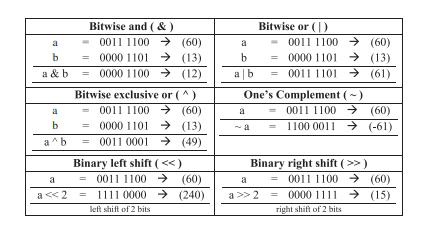 Bitwise and ( & )
a = 0011 1100 → (60)
b = 0000 1101 → (13)
a & b = 0000 1100 → (12)
Bitwise or ( | )
a = 0011 1100 → (60)
b = 0000 1101 → (13)
a | b = 0011 1101 → (61)
Bitwise exclusive or ( ^ )
a = 0011 1100 → (60)
b = 0000 1101 → (13)
a ^ b = 0011 0001 → (49)
One's Complement ( ~ )
a = 0011 1100 → (60)
~ a = 1100 0011 → (-61)
Binary left shift ( << )
a = 0011 1100 → (60)
a << 2 = 1111 0000 → (240)
left shift of 2 bits
Binary right shift ( >> )
a = 0011 1100 → (60)
a >> 2 = 0000 1111 → (15)
right shift of 2 bits